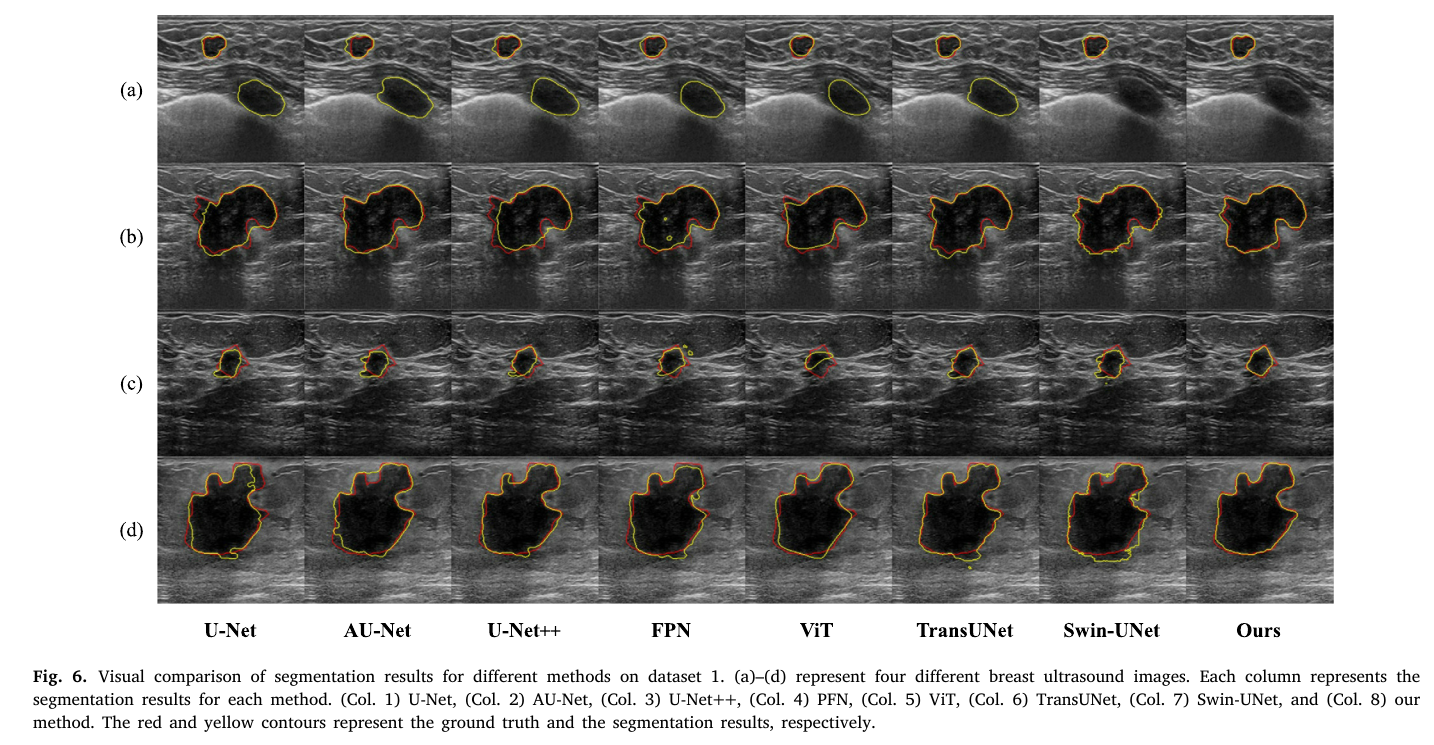 (a)
(b)
(c)
(d)
U-Net AU-Net U-Net++ FPN ViT TransUNet Swin-UNet Ours
Fig. 6. Visual comparison of segmentation results for different methods on dataset 1. (a)–(d) represent four different breast ultrasound images. Each column represents the
segmentation results for each method. (Col. 1) U-Net, (Col. 2) AU-Net, (Col. 3) U-Net++, (Col. 4) PFN, (Col. 5) ViT, (Col. 6) TransUNet, (Col. 7) Swin-UNet, and (Col. 8) our
method. The red and yellow contours represent the ground truth and the segmentation results, respectively.